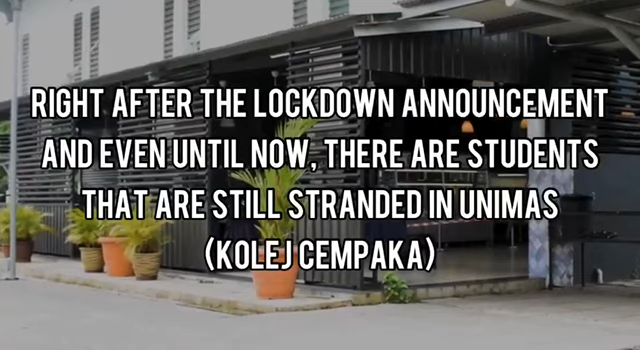 RIGHT AFTER THE LOCKDOWN ANNOUNCEMENT
AND EVEN UNTIL NOW, THERE ARE STUDENTS
THAT ARE STILL STRANDED IN UNIMAS
(KOLEJ CEMPAKA)